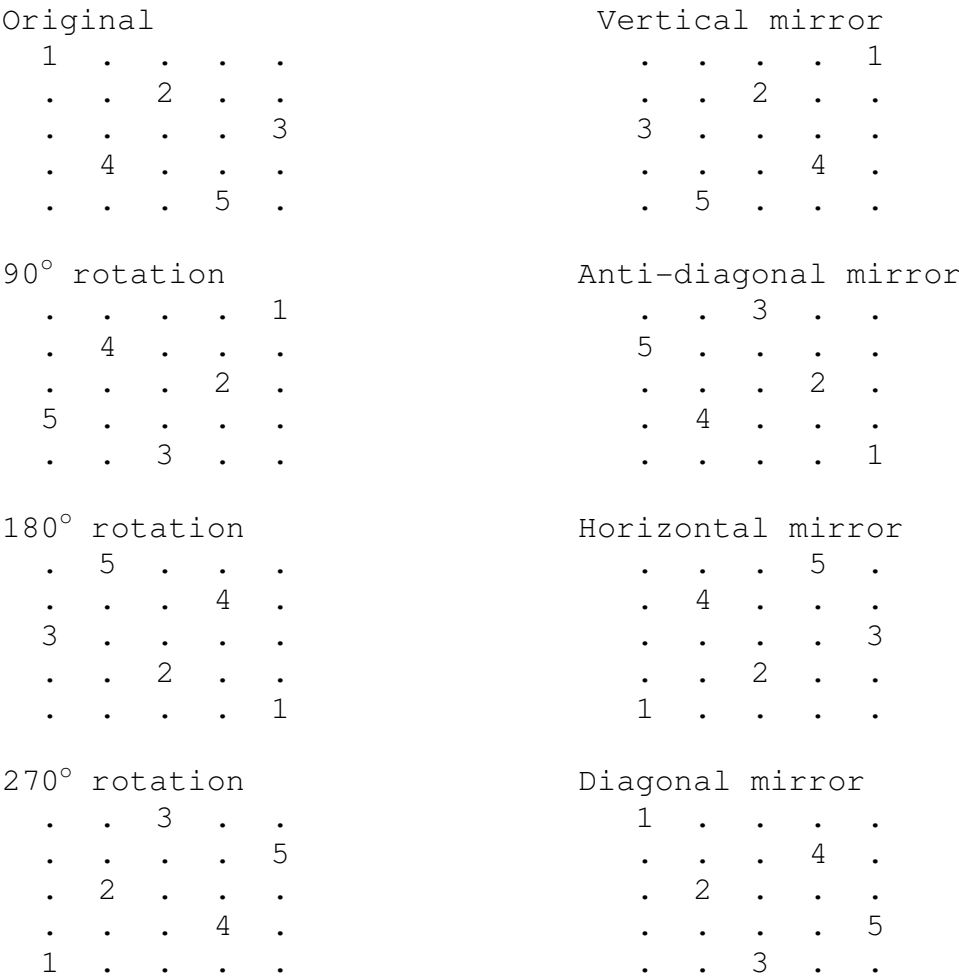 Original
1 . . . .
. . 2 . .
. . . . 3
. 4 . . .
. . . 5 .
Vertical mirror
. . . . 1
. . 2 . .
3 . . . .
. . . 4 .
. 5 . . .
90° rotation
. . . . 1
. 4 . . .
. . . 2 .
5 . . . .
. . 3 . .
Anti-diagonal mirror
. . 3 . .
5 . . . .
. . . 2 .
. 4 . . .
. . . . 1
180° rotation
. 5 . . .
. . . 4 .
3 . . . .
. . 2 . .
. . . . 1
Horizontal mirror
. . . 5 .
. 4 . . .
. . . . 3
. . 2 . .
1 . . . .
270° rotation
. . 3 . .
. . . . 5
. 2 . . .
. . . 4 .
1 . . . .
Diagonal mirror
1 . . . .
. . . 4 .
. 2 . . .
. . . . 5
. . 3 . .